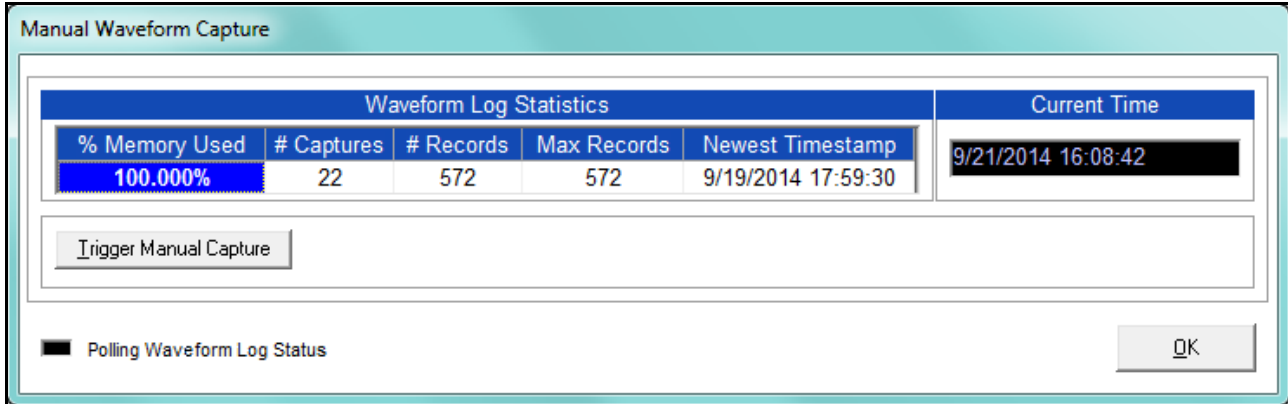 Manual Waveform Capture
Waveform Log Statistics
Current Time
% Memory Used # Captures # Records Max Records Newest Timestamp
100.000% 22 572 572 9/19/2014 17:59:30
9/21/2014 16:08:42
Trigger Manual Capture
Polling Waveform Log Status
OK